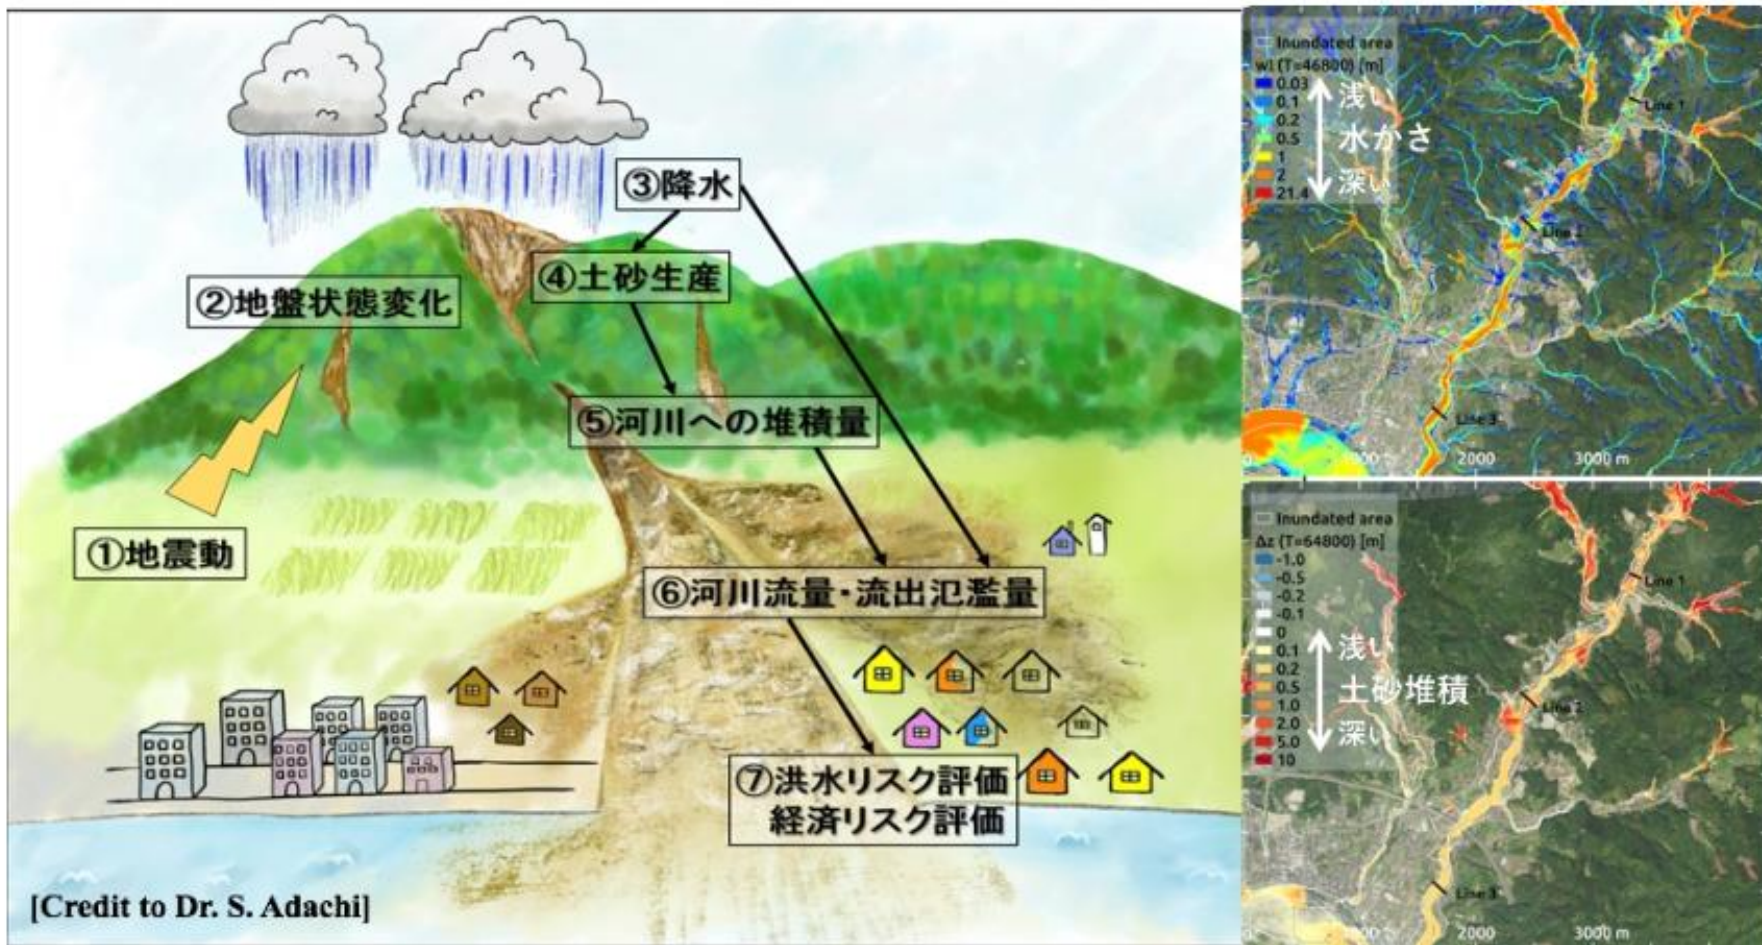 ③降水
④土砂生産
②地盤状態変化
⑤河川への堆積量
①地震動
⑥河川流量・流出氾濫量
⑦洪水リスク評価
経済リスク評価
[Credit to Dr. S. Adachi]
Inundated area
wl (T=46800) [m]
0.03
0.1
0.2
0.5
1
2
21.4
浅い
水かさ
深い
Line 1
Line 2
Line 3
2000
3000 m
Inundated area
Δz (T=64800) [m]
-1.0
-0.5
-0.2
-0.1
0
0.1
0.2
0.5
1.0
2.0
5.0
10
浅い
土砂堆積
深い
Line 1
Line 2
Line 3
2000
3000 m